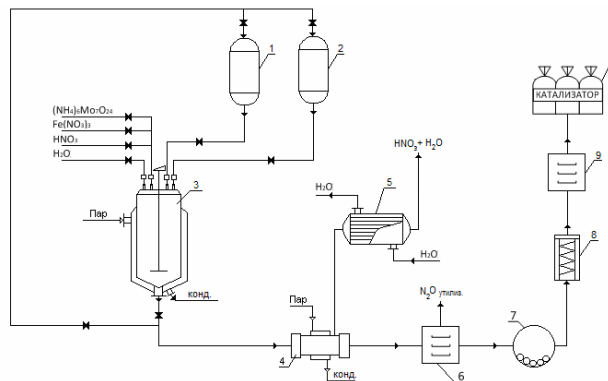 1
2
(NH4)6Mo7O24
Fe(NO3)3
HNO3
H2O
3
Пар
конд.
HNO3 + H2O
H2O
5
H2O
Пар
4
конд.
N2O утилиз.
6
7
8
9
КАТАЛИЗАТОР